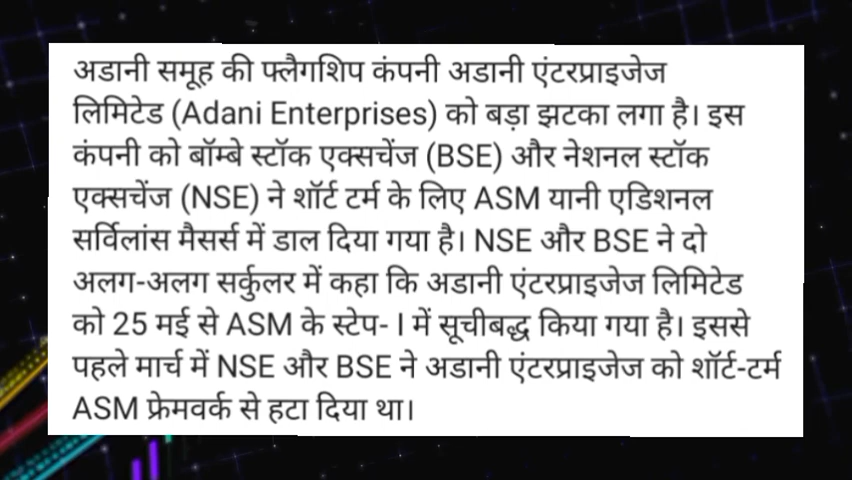 अडानी समूह की फ्लैगशिप कंपनी अडानी एंटरप्राइजेज
लिमिटेड (Adani Enterprises) को बड़ा झटका लगा है। इस
कंपनी को बॉम्बे स्टॉक एक्सचेंज (BSE) और नेशनल स्टॉक
एक्सचेंज (NSE) ने शॉर्ट टर्म के लिए ASM यानी एडिशनल
सर्विलांस मैसर्स में डाल दिया गया है। NSE और BSE ने दो
अलग-अलग सर्कुलर में कहा कि अडानी एंटरप्राइजेज लिमिटेड
को 25 मई से ASM के स्टेप- I में सूचीबद्ध किया गया है। इससे
पहले मार्च में NSE और BSE ने अडानी एंटरप्राइजेज को शॉर्ट-टर्म
ASM फ्रेमवर्क से हटा दिया था।